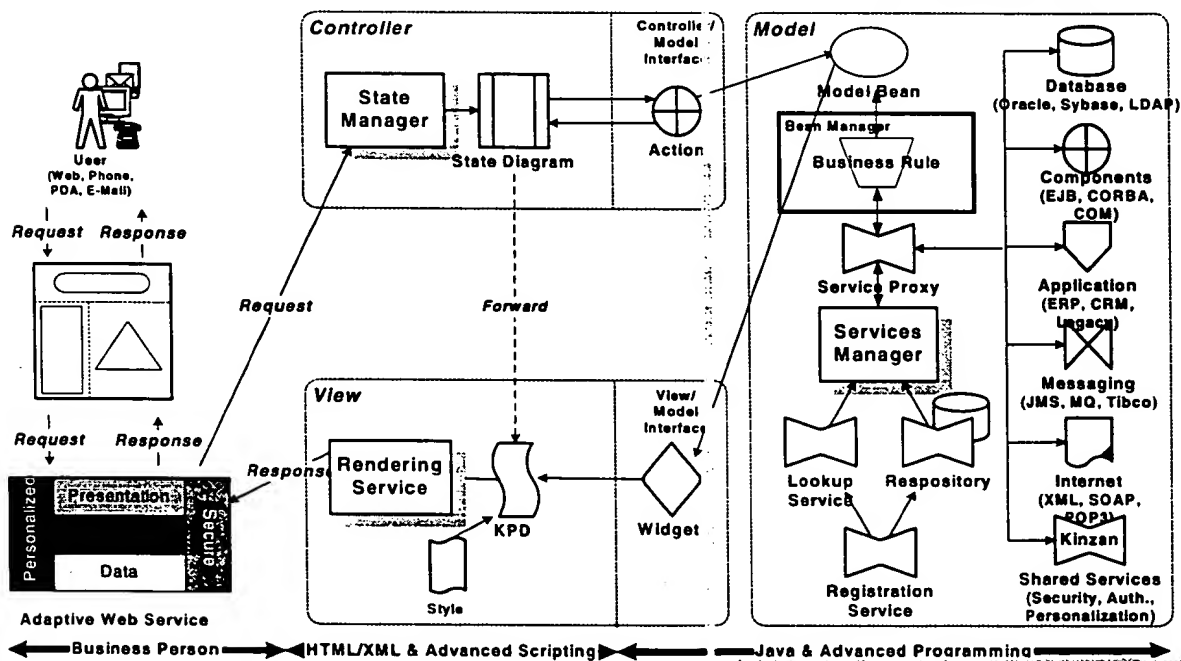 Controller
Controller/
Model
Interface
Model
State
Manager
State Diagram
Action
Model Bean
Bean Manager
Business Rule
Service Proxy
Services
Manager
Lookup
Service
Respository
Registration
Service
Database
(Oracle, Sybase, LDAP)
Components
(EJB, CORBA,
COM)
Application
(ERP, CRM,
Legacy)
Messaging
(JMS, MQ, Tibco)
Internet
(XML, SOAP,
POP3)
Kinzan
Shared Services
(Security, Auth.,
Personalization)
User
(Web, Phone,
PDA, E-Mail)
Request
Response
Request
Forward
Request
Response
View
View/
Model
Interface
Response
Rendering
Service
KPD
Widget
Style
Personalized
Presentation
Secure
Data
Adaptive Web Service
Business Person
HTML/XML & Advanced Scripting
Java & Advanced Programming